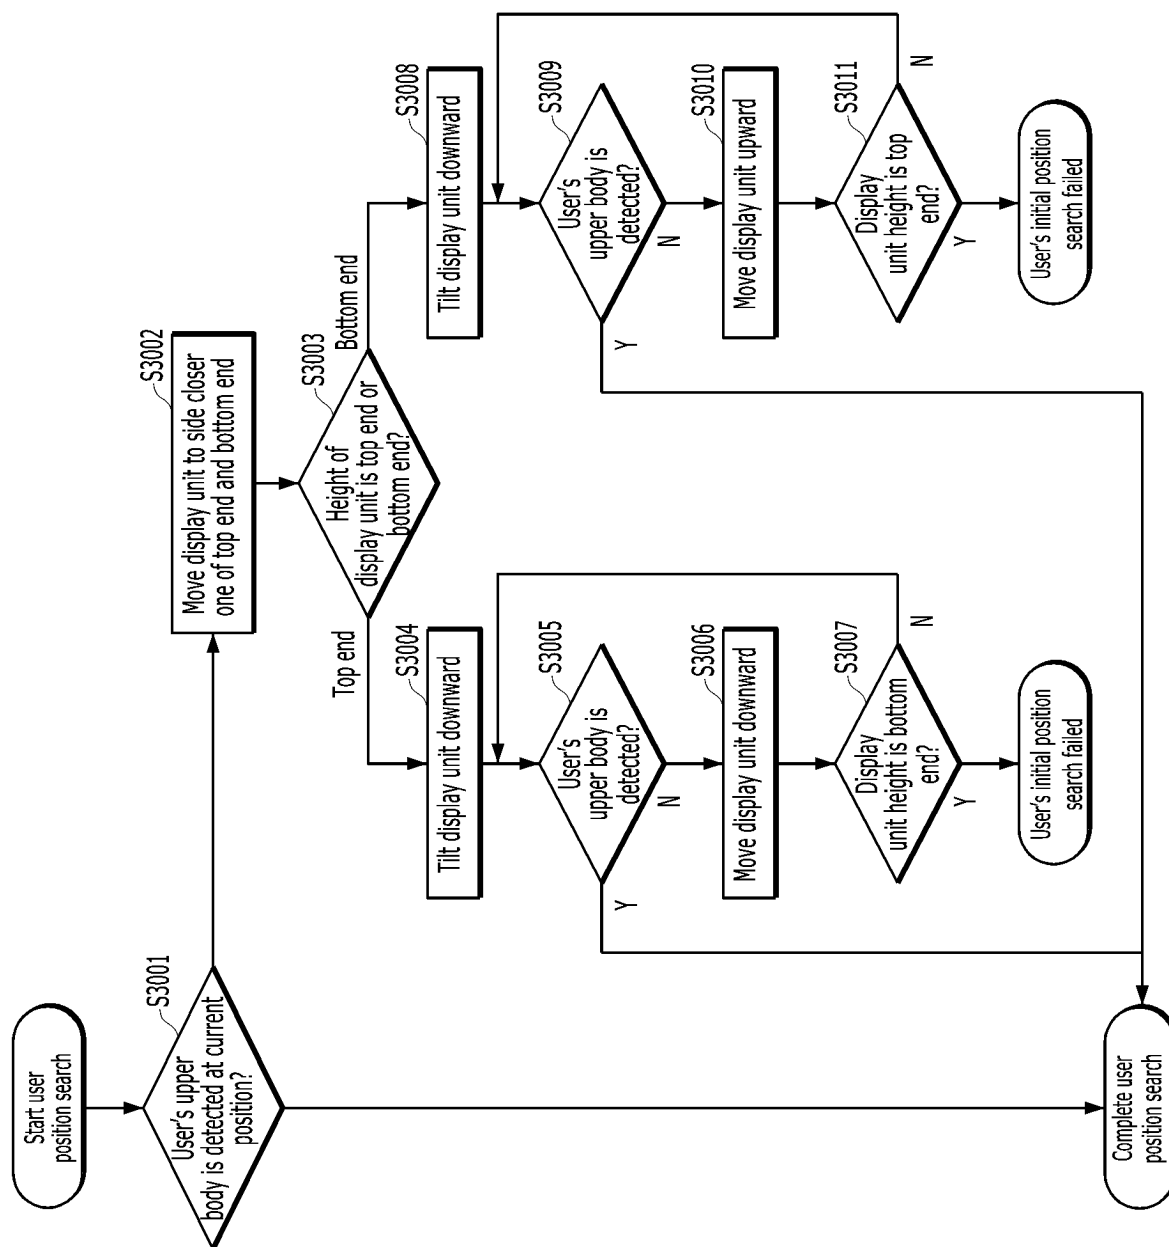 Start user
position search
S3001
User's upper
body is detected at current
position?
S3002
Move display unit to side closer
one of top end and bottom end
S3003
Height of
display unit is top end or
bottom end?
Top end
Bottom end
S3004
Tilt display unit downward
S3005
User's
upper body is
detected?
Y
N
S3006
Move display unit downward
S3007
Display
unit height is bottom
end?
N
Y
User's initial position
search failed
S3008
Tilt display unit downward
S3009
User's
upper body is
detected?
Y
N
S3010
Move display unit upward
S3011
Display
unit height is top
end?
N
Y
User's initial position
search failed
Complete user
position search